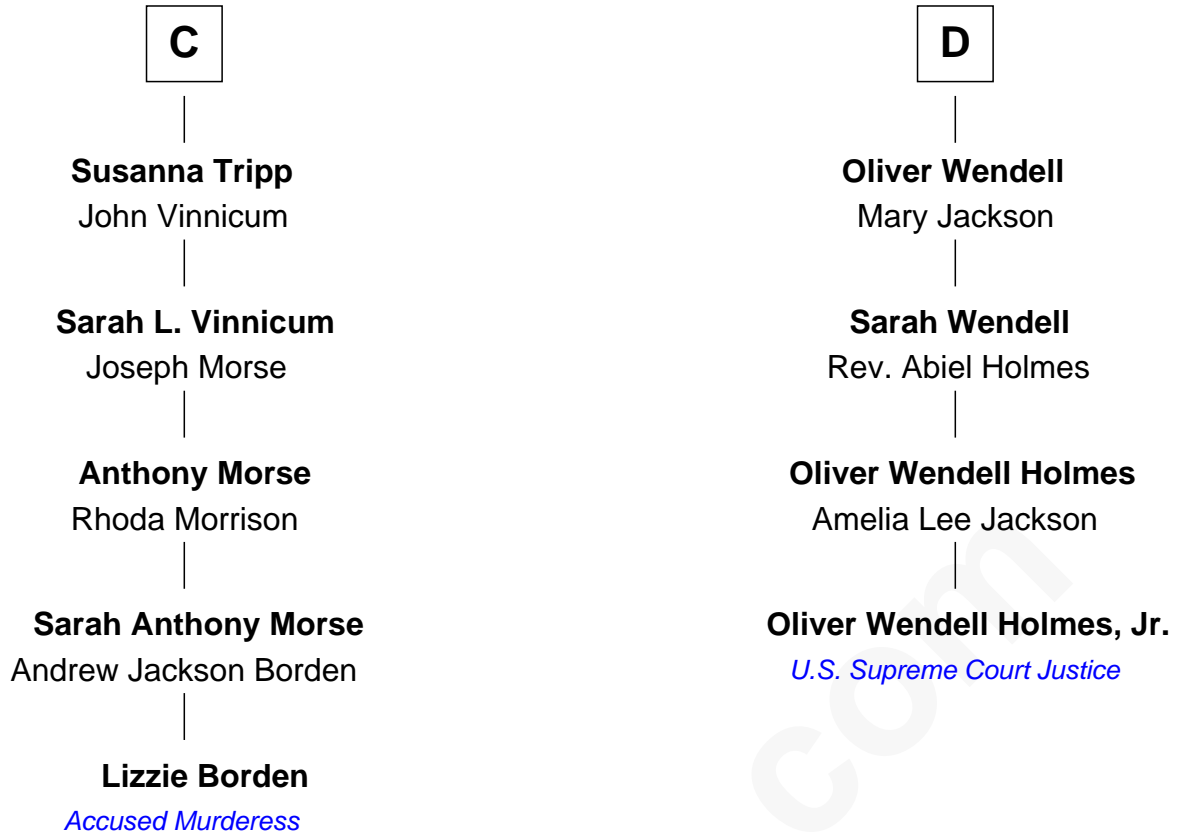 C
Susanna Tripp
John Vinnicum
Sarah L. Vinnicum
Joseph Morse
Anthony Morse
Rhoda Morrison
Sarah Anthony Morse
Andrew Jackson Borden
Lizzie Borden
Accused Murderess
D
Oliver Wendell
Mary Jackson
Sarah Wendell
Rev. Abiel Holmes
Oliver Wendell Holmes
Amelia Lee Jackson
Oliver Wendell Holmes, Jr.
U.S. Supreme Court Justice
com